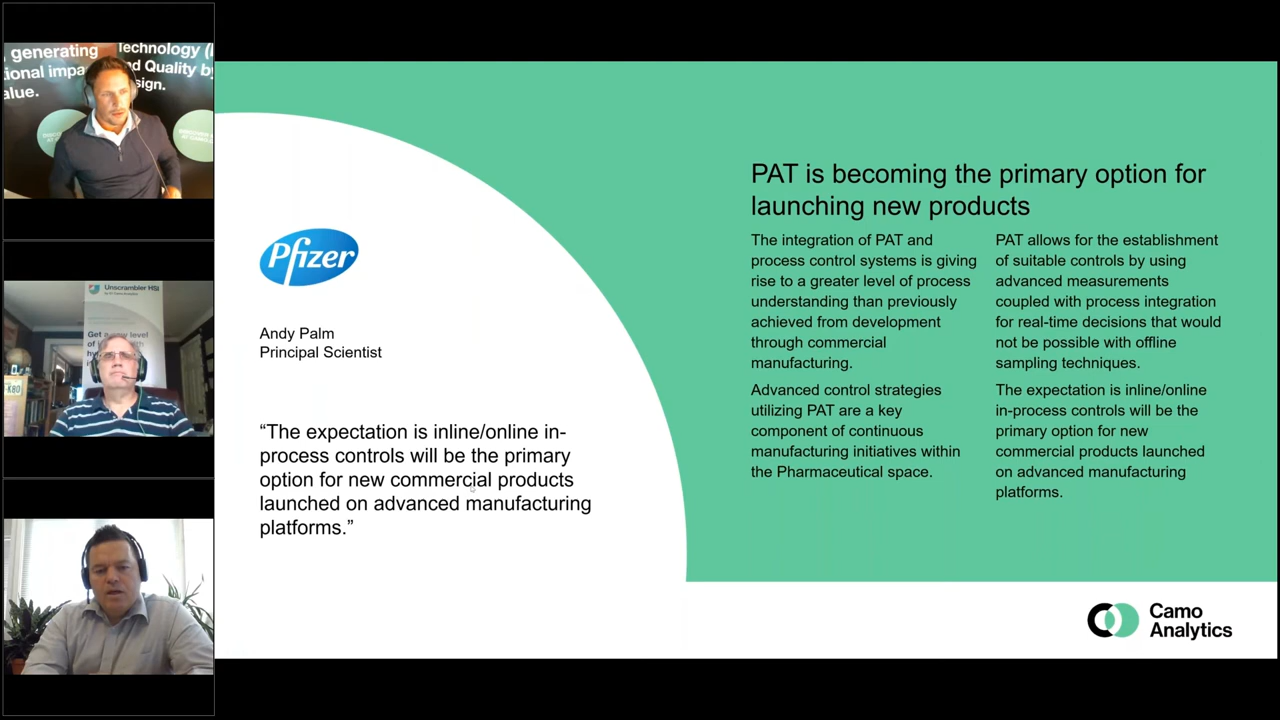 generating
ional impa
alue.
Technology (
d Quality by
sign.
Unscrambler HSI
Get a new level
K80
Pfizer
Andy Palm
Principal Scientist
“The expectation is inline/online in-
process controls will be the primary
option for new commercial products
launched on advanced manufacturing
platforms.”
PAT is becoming the primary option for
launching new products
The integration of PAT and
process control systems is giving
rise to a greater level of process
understanding than previously
achieved from development
through commercial
manufacturing.
Advanced control strategies
utilizing PAT are a key
component of continuous
manufacturing initiatives within
the Pharmaceutical space.
PAT allows for the establishment
of suitable controls by using
advanced measurements
coupled with process integration
for real-time decisions that would
not be possible with offline
sampling techniques.
The expectation is inline/online
in-process controls will be the
primary option for new
commercial products launched
on advanced manufacturing
platforms.
Camo
Analytics